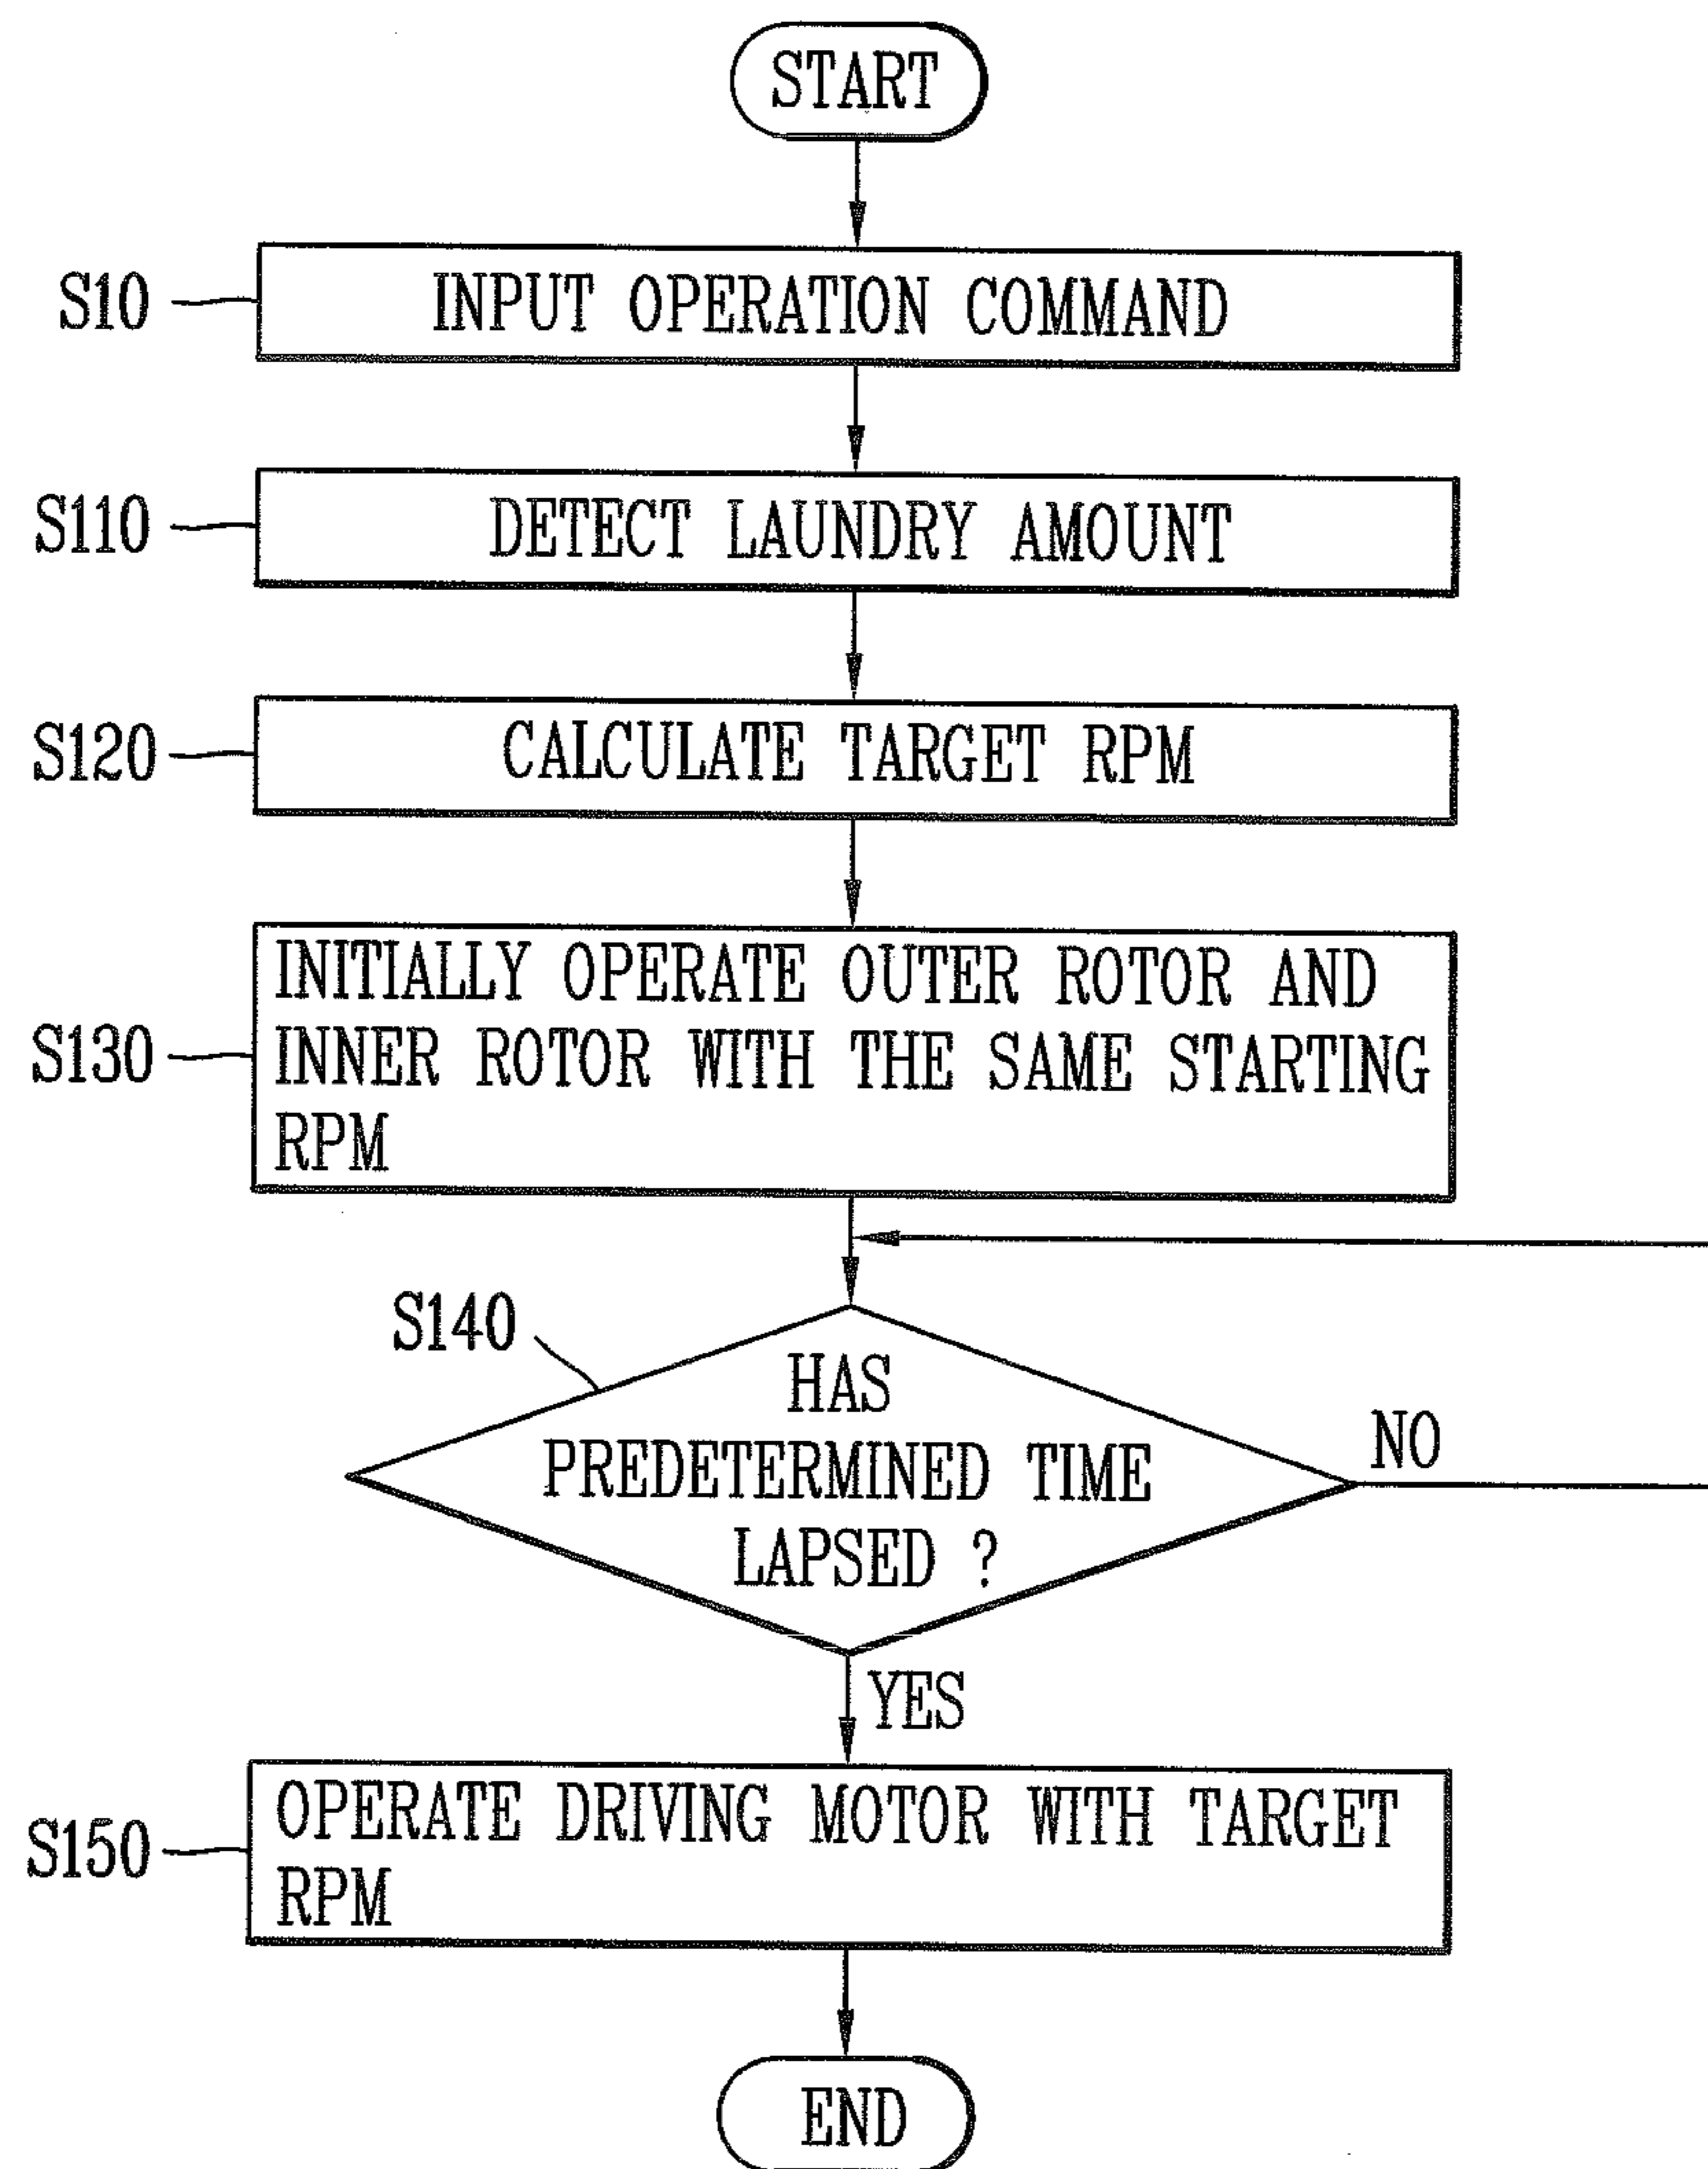 START
S10
INPUT OPERATION COMMAND
S110
DETECT LAUNDRY AMOUNT
S120
CALCULATE TARGET RPM
S130
INITIALLY OPERATE OUTER ROTOR AND
INNER ROTOR WITH THE SAME STARTING
RPM
S140
HAS
PREDETERMINED TIME
LAPSED ?
NO
YES
S150
OPERATE DRIVING MOTOR WITH TARGET
RPM
END